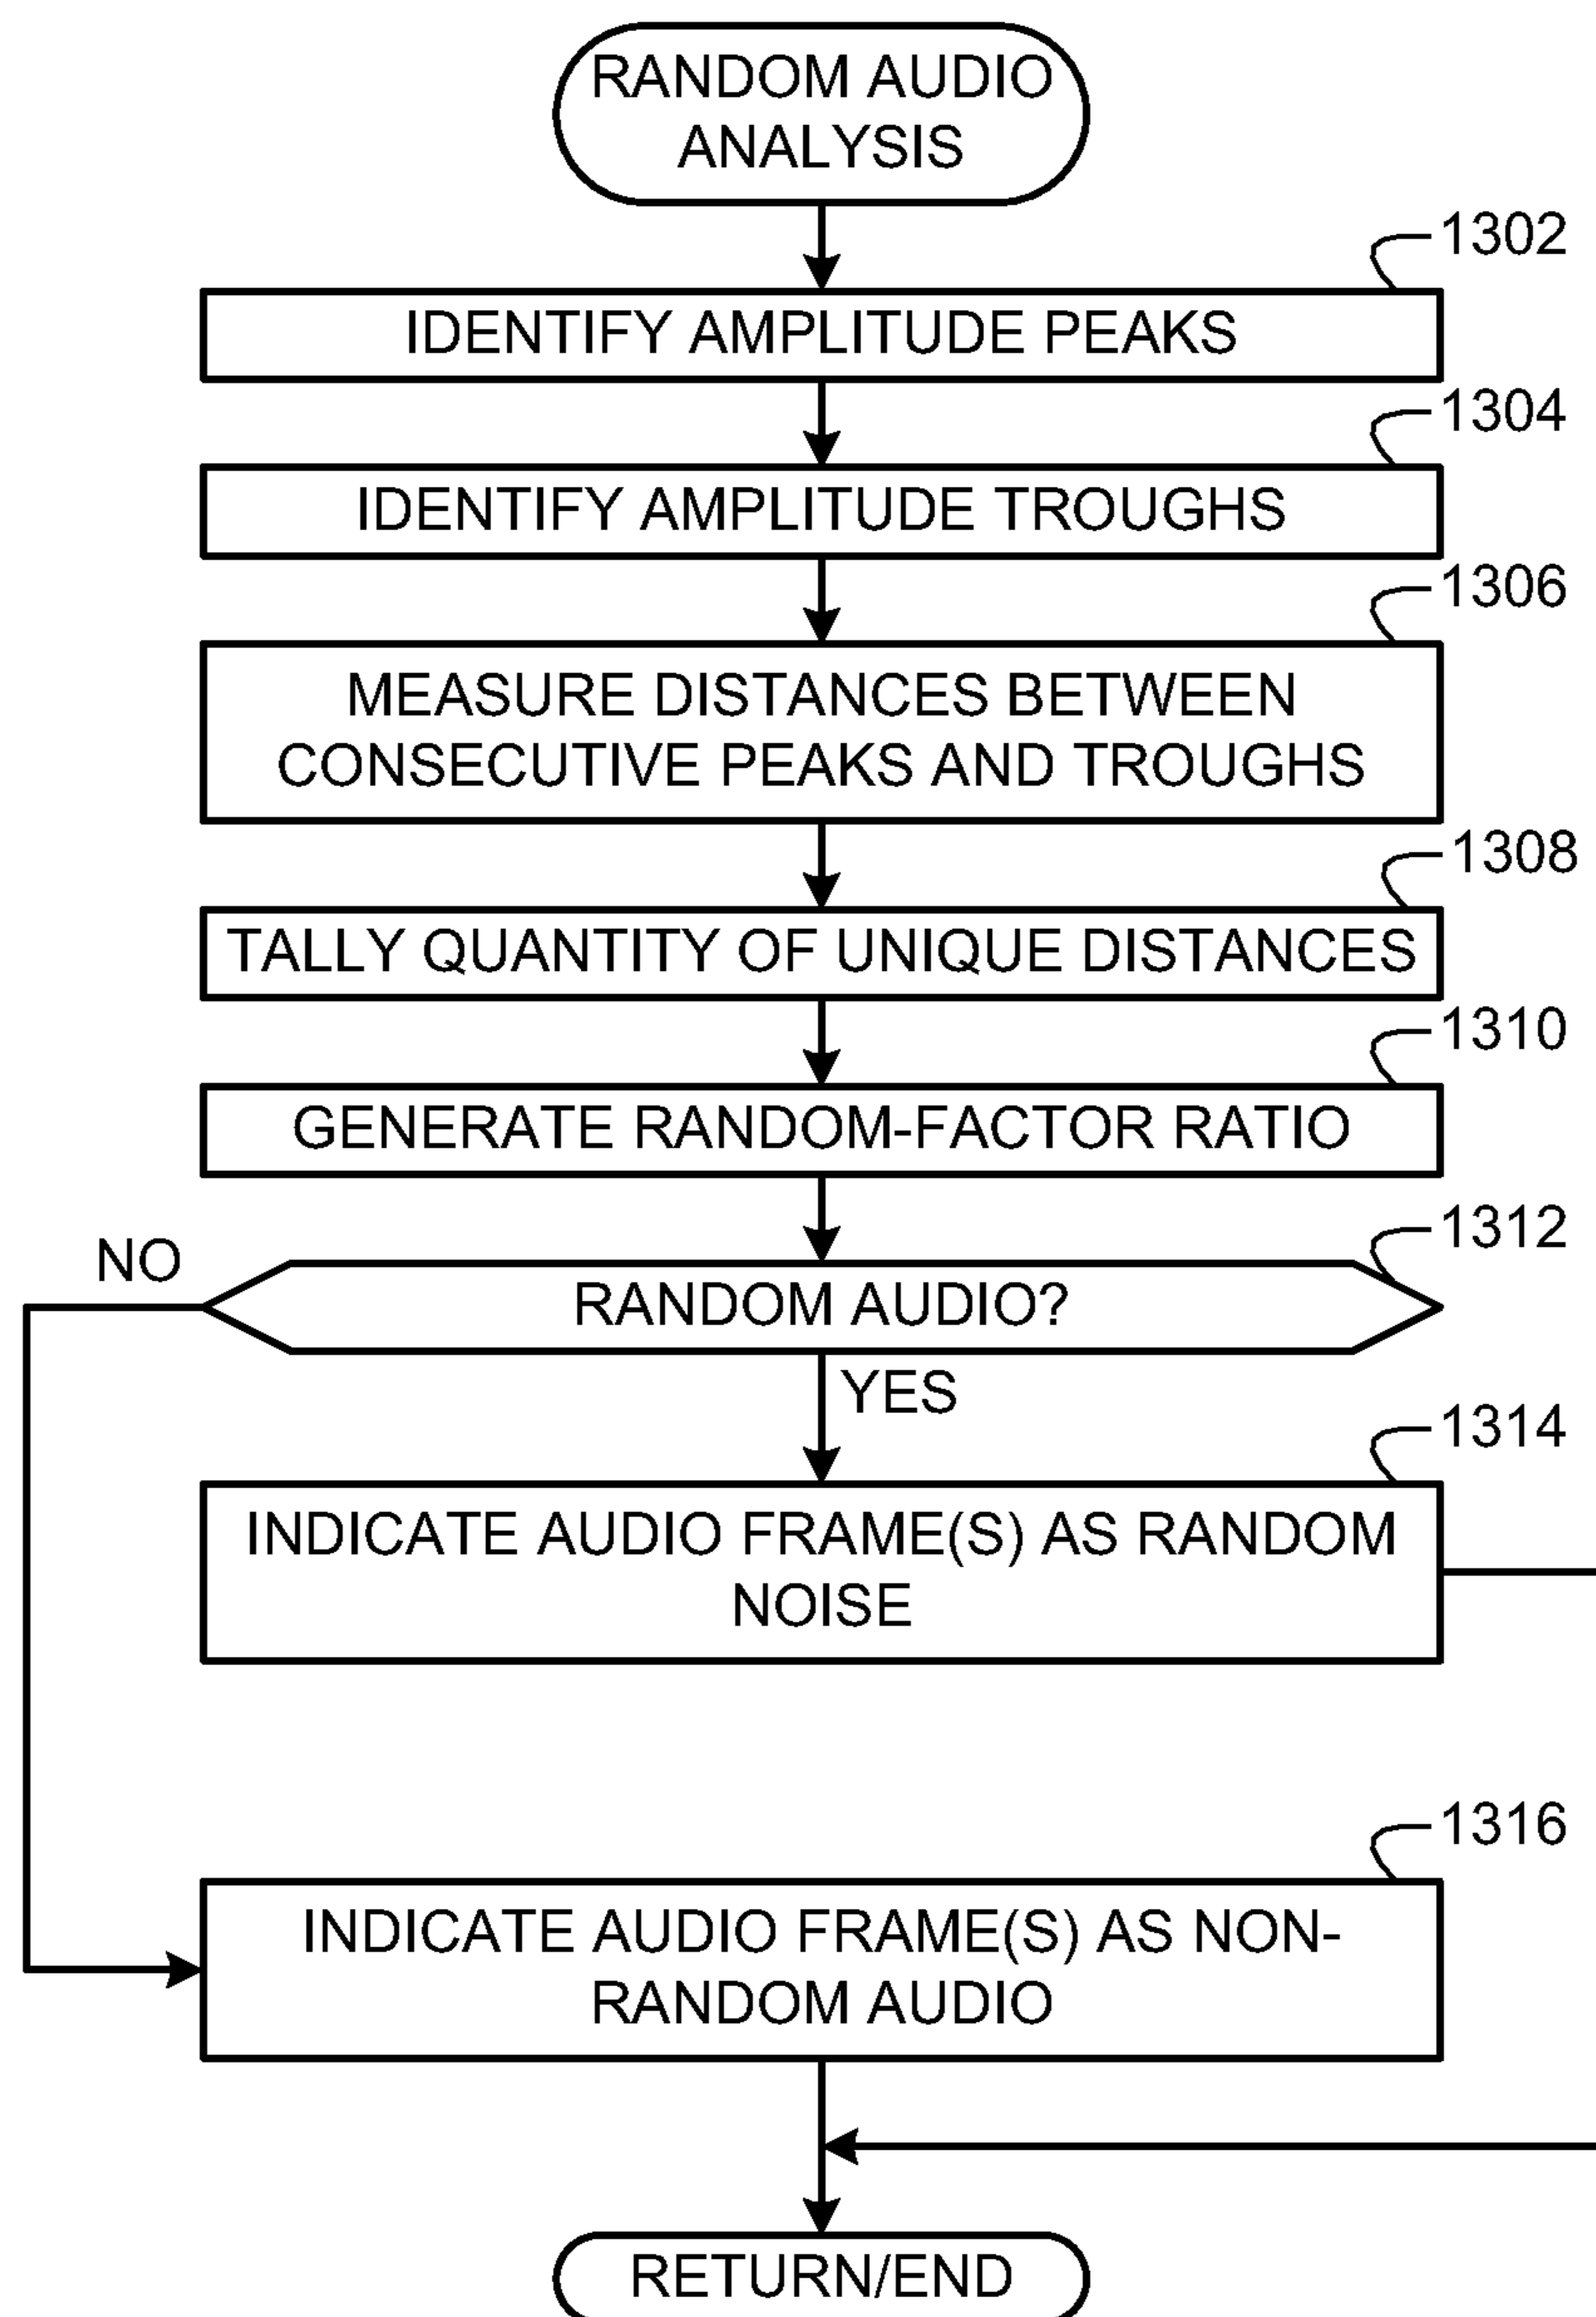 RANDOM AUDIO
ANALYSIS
1302
IDENTIFY AMPLITUDE PEAKS
1304
IDENTIFY AMPLITUDE TROUGHS
1306
MEASURE DISTANCES BETWEEN
CONSECUTIVE PEAKS AND TROUGHS
1308
TALLY QUANTITY OF UNIQUE DISTANCES
1310
GENERATE RANDOM-FACTOR RATIO
1312
NO
RANDOM AUDIO?
YES
1314
INDICATE AUDIO FRAME(S) AS RANDOM
NOISE
1316
INDICATE AUDIO FRAME(S) AS NON-
RANDOM AUDIO
RETURN/END